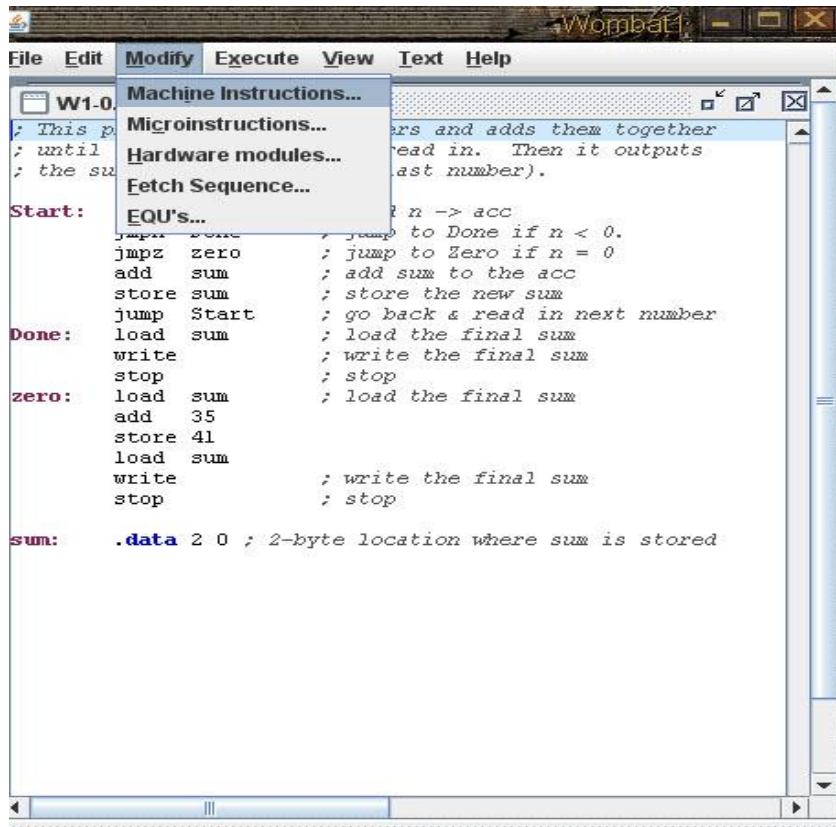 Wombat1
File Edit Modify Execute View Text Help
W1-0.
Machine Instructions...
Microinstructions...
Hardware modules...
Fetch Sequence...
EQU's...
; This p ers and adds them together
; until read in. Then it outputs
; the su ast number).
Start: n -> acc
; jump to Done if n < 0.
jmpz zero ; jump to Zero if n = 0
add sum ; add sum to the acc
store sum ; store the new sum
jump Start ; go back & read in next number
Done: load sum ; load the final sum
write ; write the final sum
stop ; stop
zero: load sum ; load the final sum
add 35
store 41
load sum
write ; write the final sum
stop ; stop
sum: .data 2 0 ; 2-byte location where sum is stored